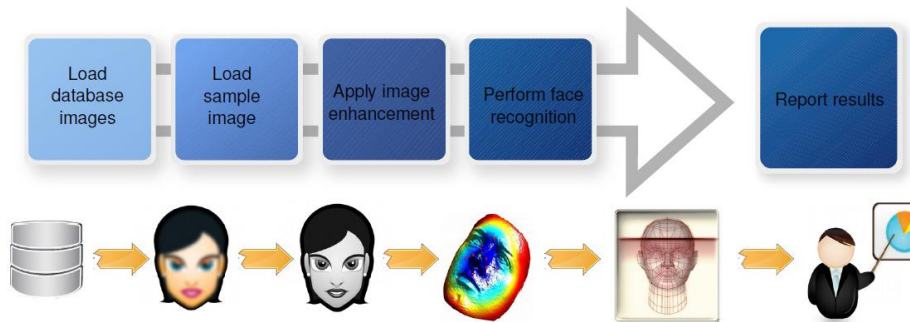 Load
database
images
Load
sample
image
Apply image
enhancement
Perform face
recognition
Report results